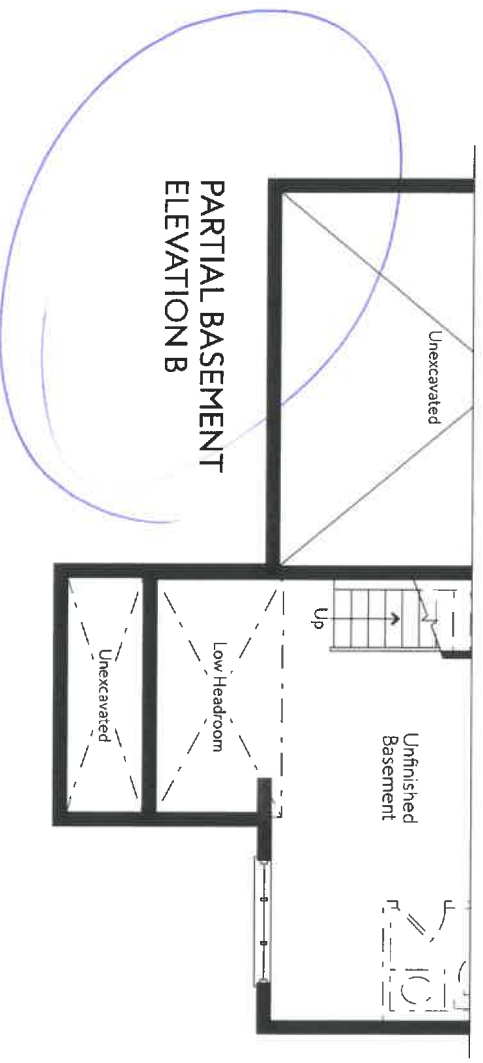 PARTIAL BASEMENT
ELEVATION B
Unexcavated
Up
Unfinished
Basement
Low Headroom
Unexcavated